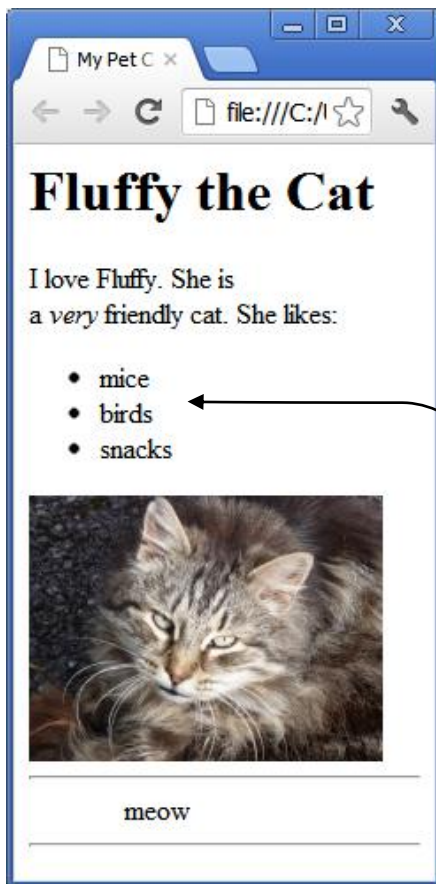 My Pet C
file:///C:/
Fluffy the Cat
I love Fluffy. She is
a very friendly cat. She likes:
• mice
• birds
• snacks
meow